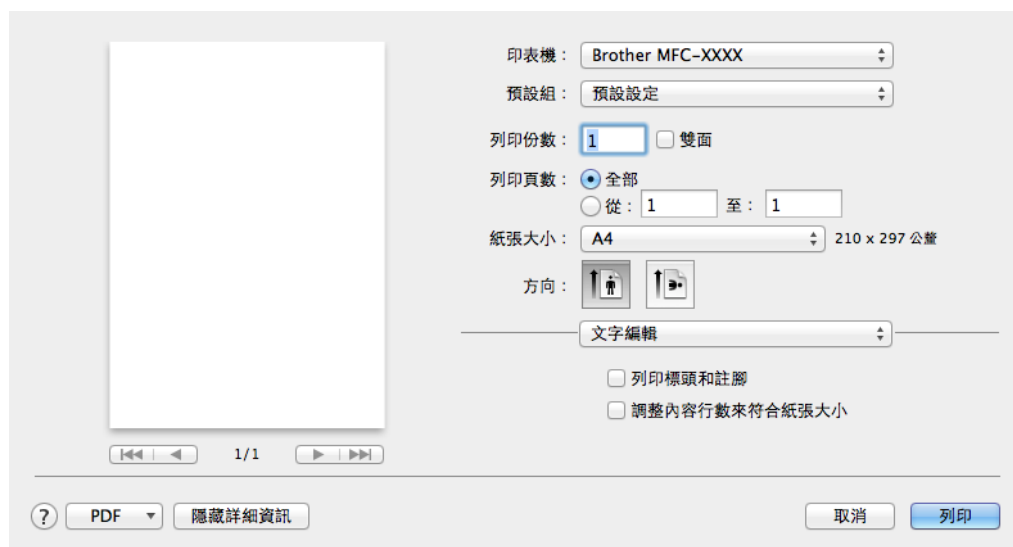 印表機： Brother MFC-XXXX
預設組： 預設設定
列印份數： 1 雙面
列印頁數： 全部
從： 1 至： 1
紙張大小： A4 210 x 297 公釐
方向：
文字編輯
列印標頭和註腳
調整內容行數來符合紙張大小
1/1
? PDF 隱藏詳細資訊 取消 列印